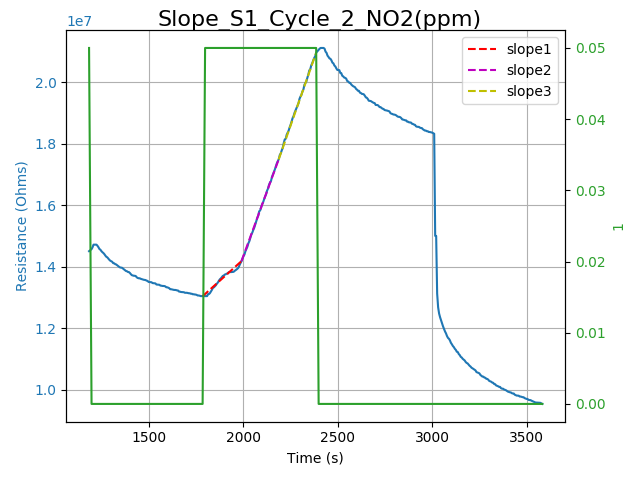 Slope_S1_Cycle_2_NO2(ppm)
1e7
slope1
slope2
slope3
2.0
1.8
1.6
1.4
1.2
1.0
Resistance (Ohms)
0.05
0.04
0.03
0.02
0.01
0.00
1
1500 2000 2500 3000 3500
Time (s)